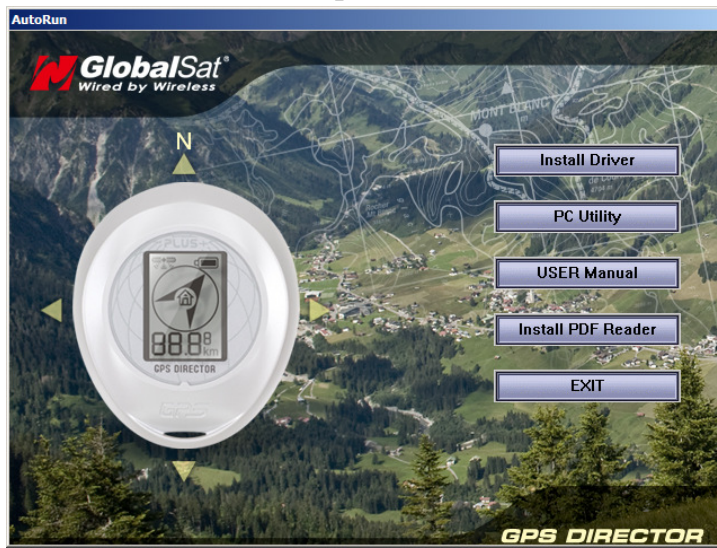 AutoRun
GlobalSat®
Wired by Wireless
MONT BLANC
N
Install Driver
PC Utility
PLUS+
USER Manual
88.8 8 km
Install PDF Reader
GPS DIRECTOR
EXIT
GPS DIRECTOR